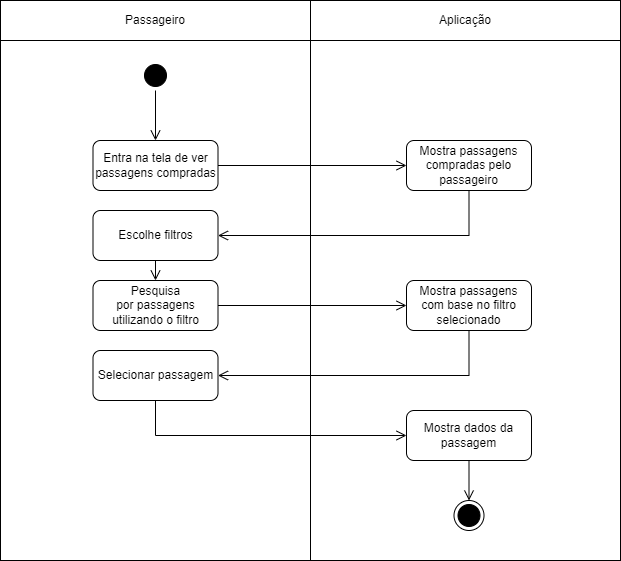 Passageiro
Aplicação
Entra na tela de ver
passagens compradas
Mostra passagens
compradas pelo
passageiro
Escolhe filtros
Pesquisa
por passagens
utilizando o filtro
Mostra passagens
com base no filtro
selecionado
Selecionar passagem
Mostra dados da
passagem